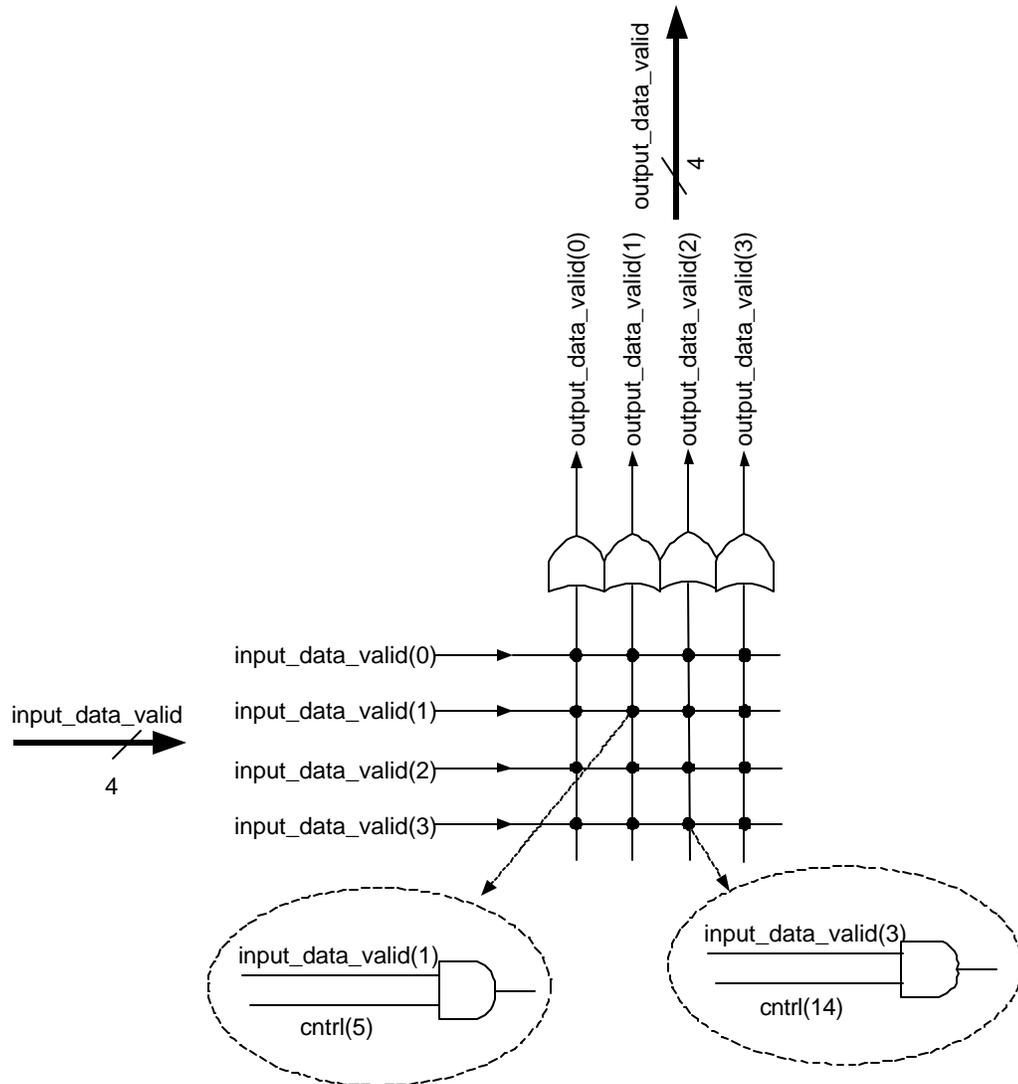 output_data_valid
4
output_data_valid(0)
output_data_valid(1)
output_data_valid(2)
output_data_valid(3)
input_data_valid(0)
input_data_valid(1)
input_data_valid(2)
input_data_valid(3)
input_data_valid
4
input_data_valid(1)
cntrl(5)
input_data_valid(3)
cntrl(14)